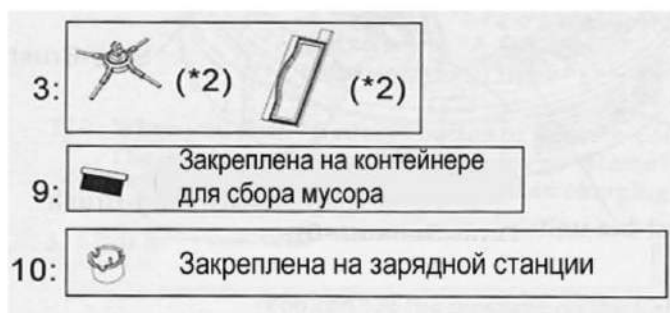 3: (*2) (*2)
9: Закреплена на контейнере
для сбора мусора
10: Закреплена на зарядной станции